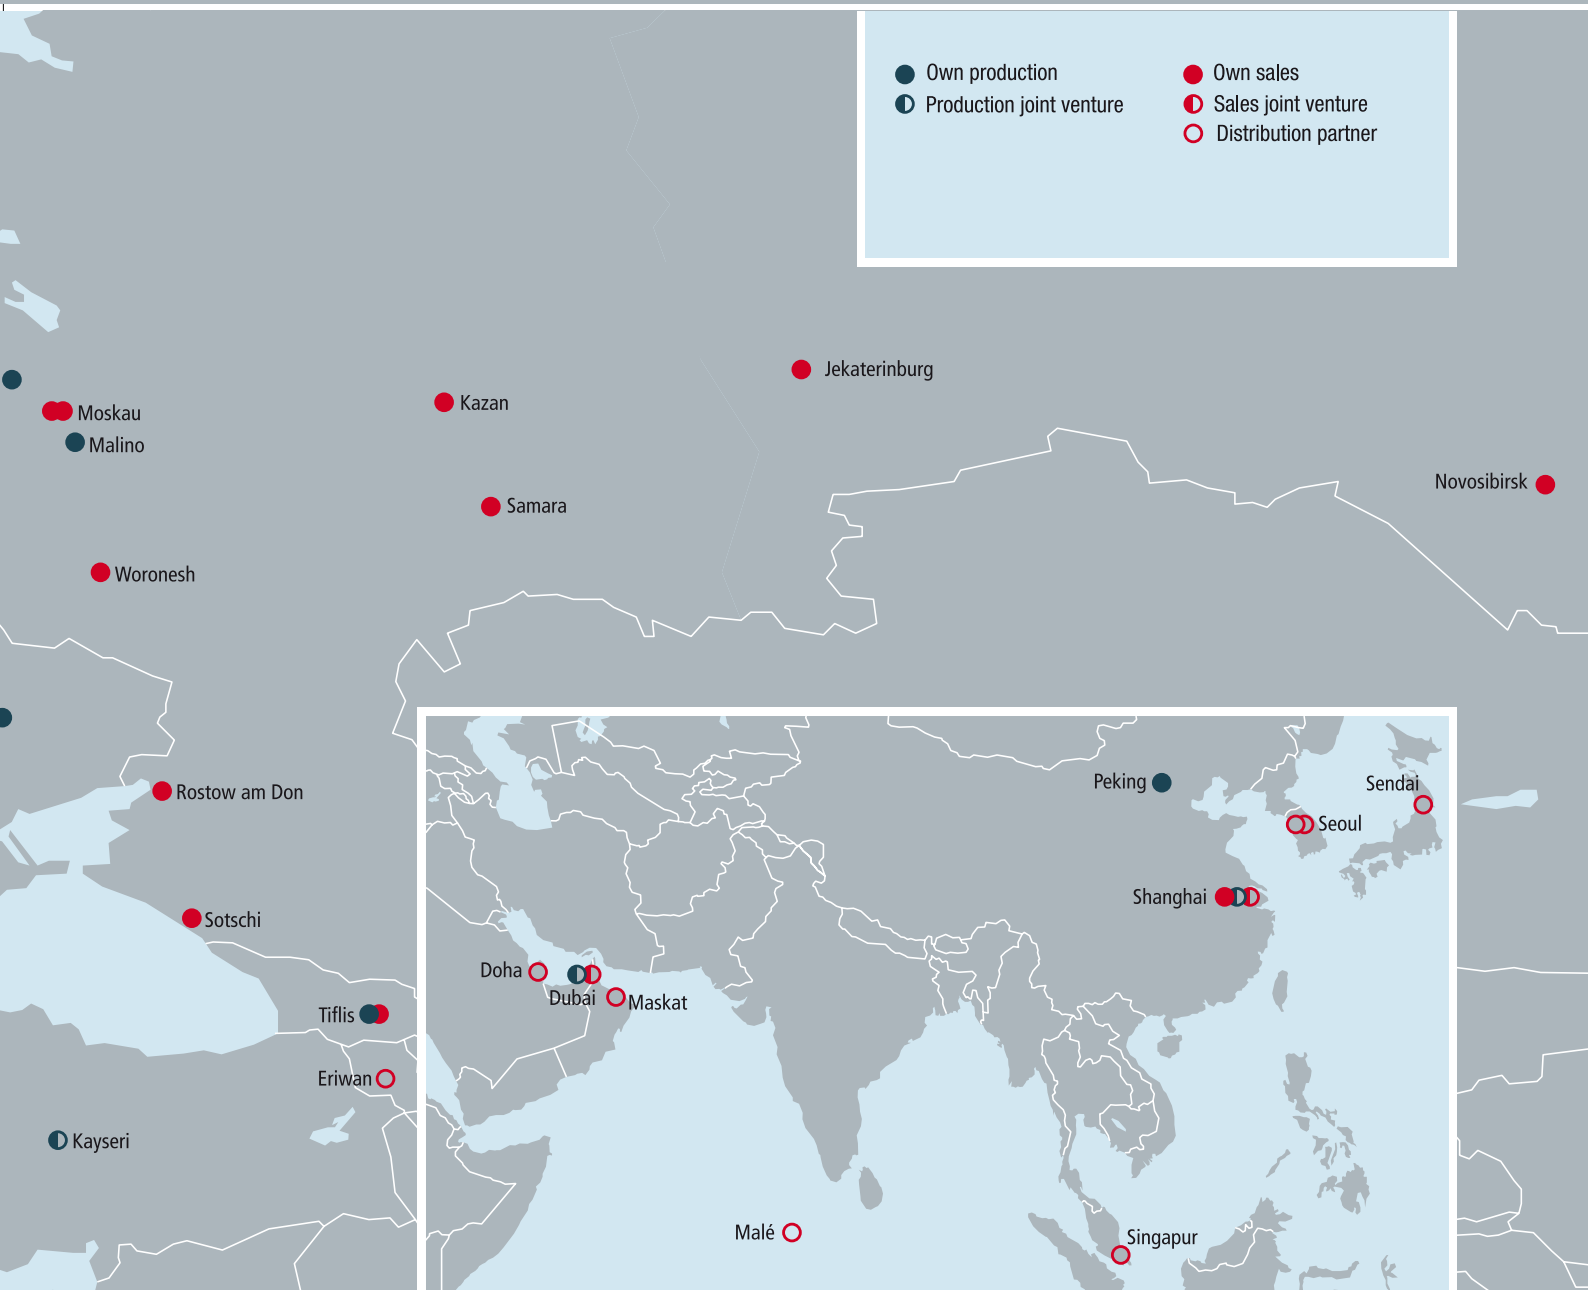 Own production
Own sales
Production joint venture
Sales joint venture
Distribution partner
Jekaterinburg
Kazan
Moskau
Malino
Novosibirsk
Samara
Woronesh
Peking
Sendai
Rostow am Don
Seoul
Shanghai
Sotschi
Doha
Dubai
Maskat
Tiflis
Eriwan
Kayseri
Malé
Singapur